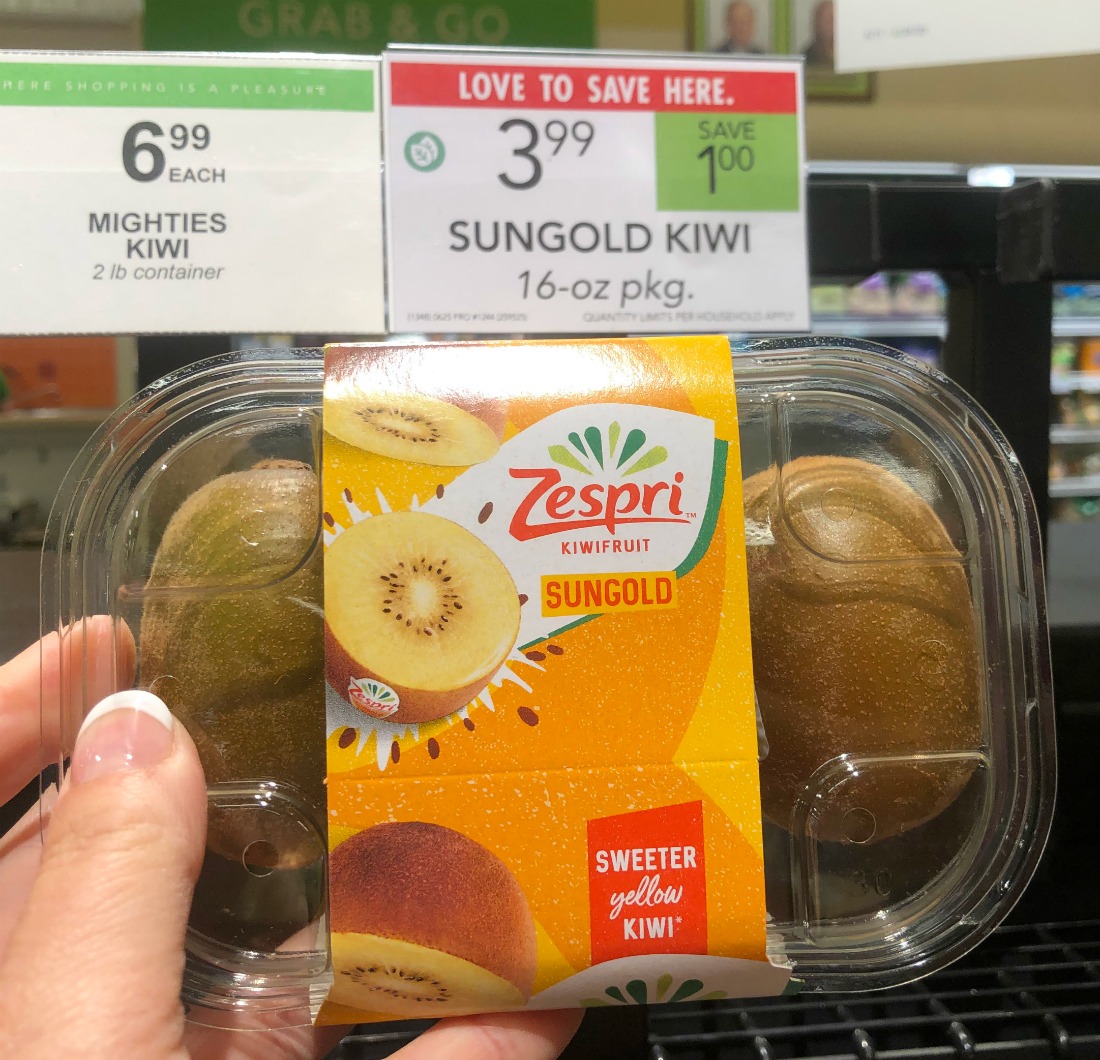 GRAB & GO
HERE SHOPPING IS A PLEASURE
6 99
EACH
MIGHTIES
KIWI
2 lb container
LOVE TO SAVE HERE.
3 99
SAVE
1 00
SUNGOLD KIWI
16-oz pkg.
QUANTITY LIMITS PER HOUSEHOLD APPLY
Zespri™
KIWIFRUIT
SUNGOLD
Zespri
SWEETER
yellow
KIWI*